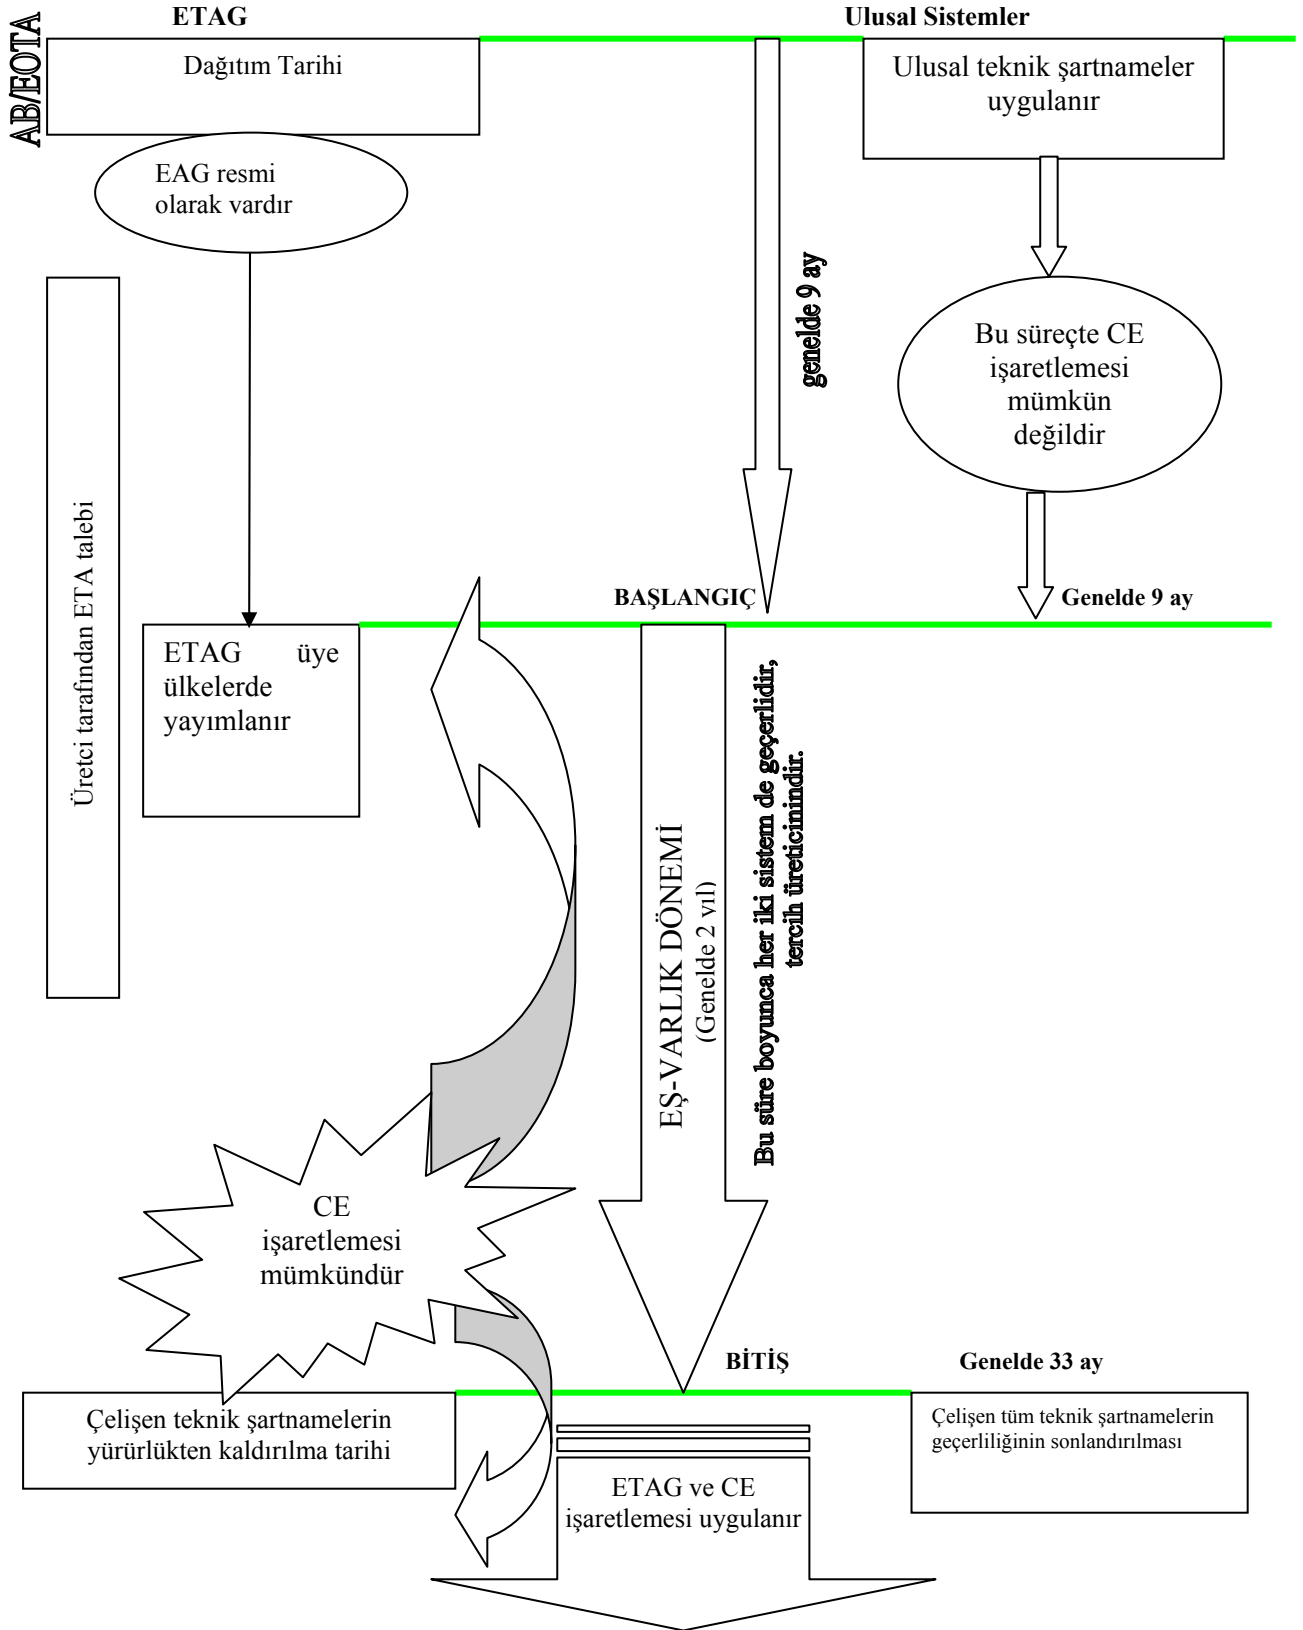 ETAG
Ulusal Sistemler
AB/EOTA
Dağıtım Tarihi
Ulusal teknik şartnameler
uygulanır
EAG resmi
olarak vardır
genelde 9 ay
Bu süreçte CE
işaretlemesi
mümkün
değildir
Üretci tarafından ETA talebi
BAŞLANGIÇ
Genelde 9 ay
ETAG üye
ülkelerde
yayımlanır
EŞ-VARLIK DÖNEMİ
(Genelde 2 yıl)
Bu süre boyunca her iki sistem de geçerlidir,
tercih üreticinindir.
CE
işaretlemesi
mümkündür
BİTİŞ
Genelde 33 ay
Çelişen teknik şartnamelerin
yürürlükten kaldırılma tarihi
Çelişen tüm teknik şartnamelerin
geçerliliğinin sonlandırılması
ETAG ve CE
işaretlemesi uygulanır